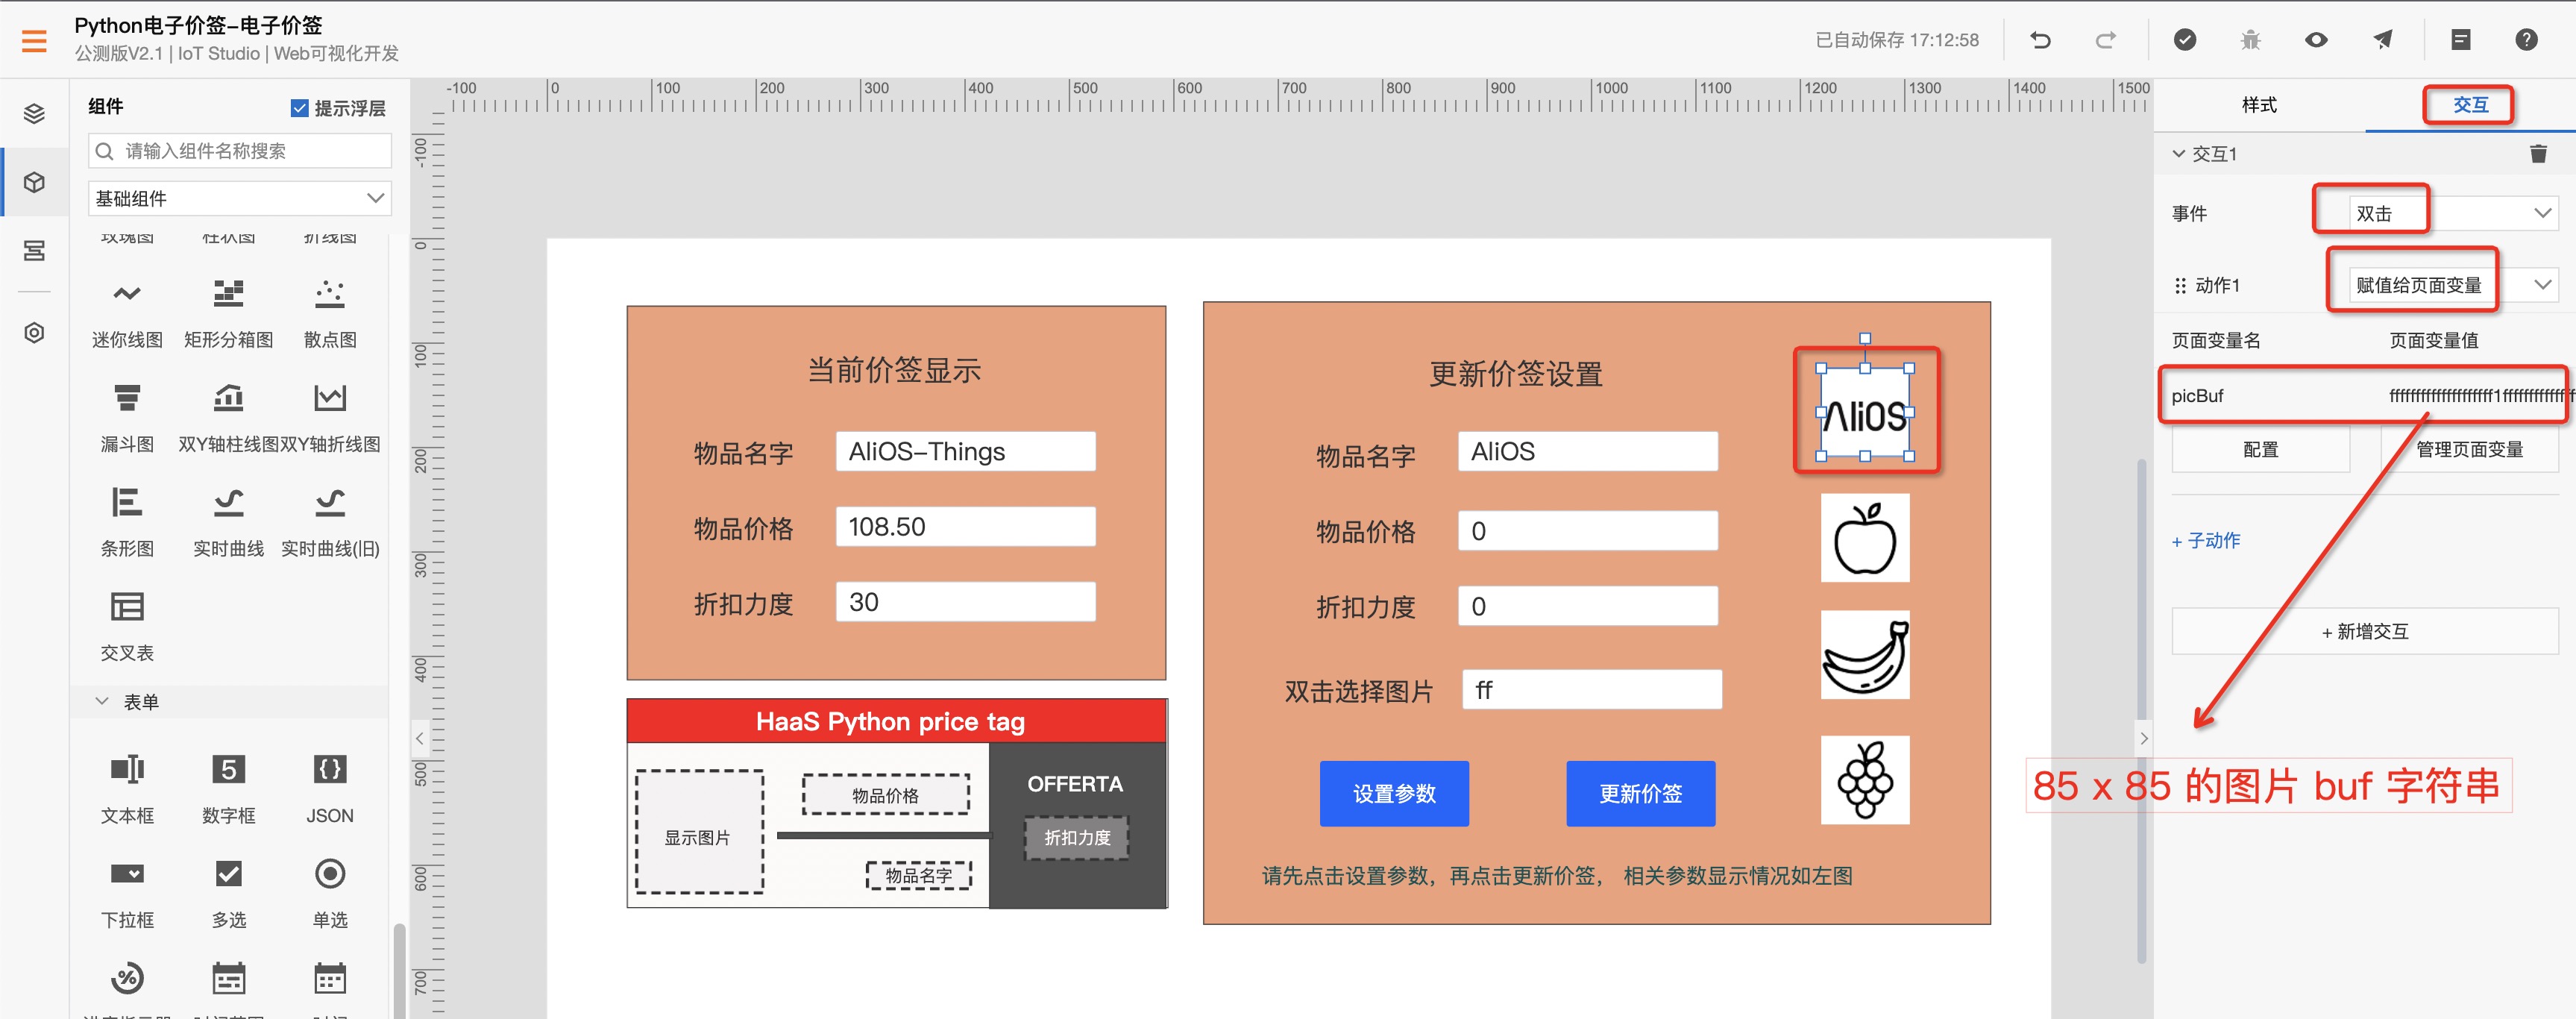 Python电子价签-电子价签
公测版V2.1 | IoT Studio | Web可视化开发
已自动保存 17:12:58
组件
提示浮层
请输入组件名称搜索
基础组件
玫瑰图 柱状图 折线图
迷你线图 矩形分箱图 散点图
漏斗图 双Y轴柱线图 双Y轴折线图
条形图 实时曲线 实时曲线(旧)
交叉表
表单
文本框 数字框 JSON
下拉框 多选 单选
-100 0 100 200 300 400 500 600 700 800 900 1000 1100 1200 1300 1400 1500
-100
0
100
200
300
400
500
600
700
当前价签显示
物品名字 AliOS-Things
物品价格 108.50
折扣力度 30
HaaS Python price tag
显示图片
物品价格
物品名字
OFFERTA
折扣力度
更新价签设置
物品名字 AliOS
物品价格 0
折扣力度 0
双击选择图片 ff
设置参数 更新价签
请先点击设置参数，再点击更新价签， 相关参数显示情况如左图
AliOS
样式 交互
交互1
事件 双击
动作1 赋值给页面变量
页面变量名 页面变量值
picBuf
配置 管理页面变量
+ 子动作
+ 新增交互
85 x 85 的图片 buf 字符串